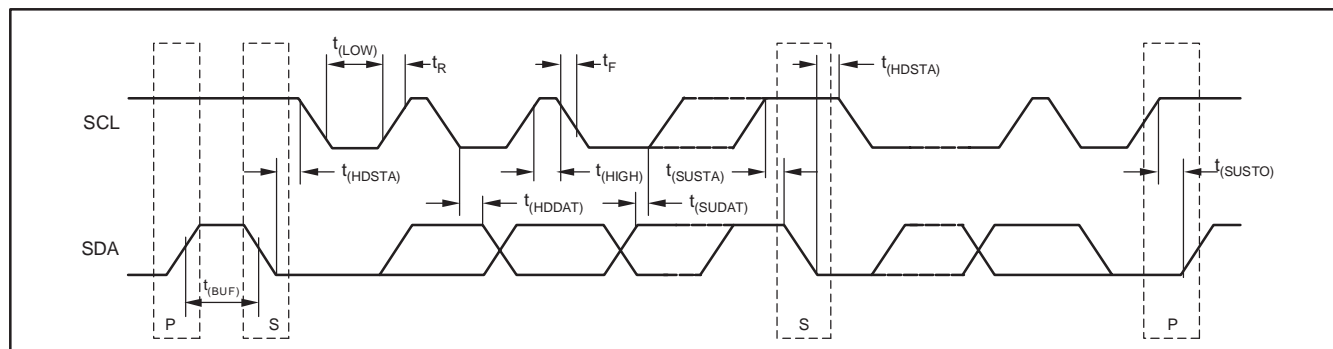 t(LOW)
tR
tF
t(HDSTA)
SCL
t(HDSTA)
t(HIGH)
t(SUSTA)
t(SUSTO)
t(HDDAT)
t(SUDAT)
SDA
t(BUF)
P
S
S
P